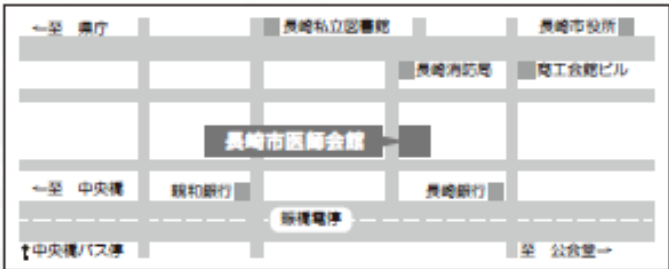 ←至 県庁
長崎私立図書館
長崎市役所
長崎消防局
商工会館ビル
長崎市医師会館
←至 中央橋
親和銀行
長崎銀行
賑橋電停
↑中央橋バス停
至 公会堂→